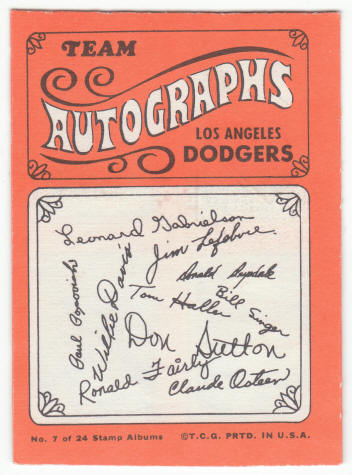 TEAM
AUTOGRAPHS
LOS ANGELES
DODGERS
Leonard Gabrielson
Jim Lefebvre
Paul Popovich
Willie Davis
Donald Drysdale
Tom Haller
Bill Singer
Don Sutton
Ronald Fairly
Claude Osteen
No. 7 of 24 Stamp Albums
©T.C.G. PRTD. IN U.S.A.